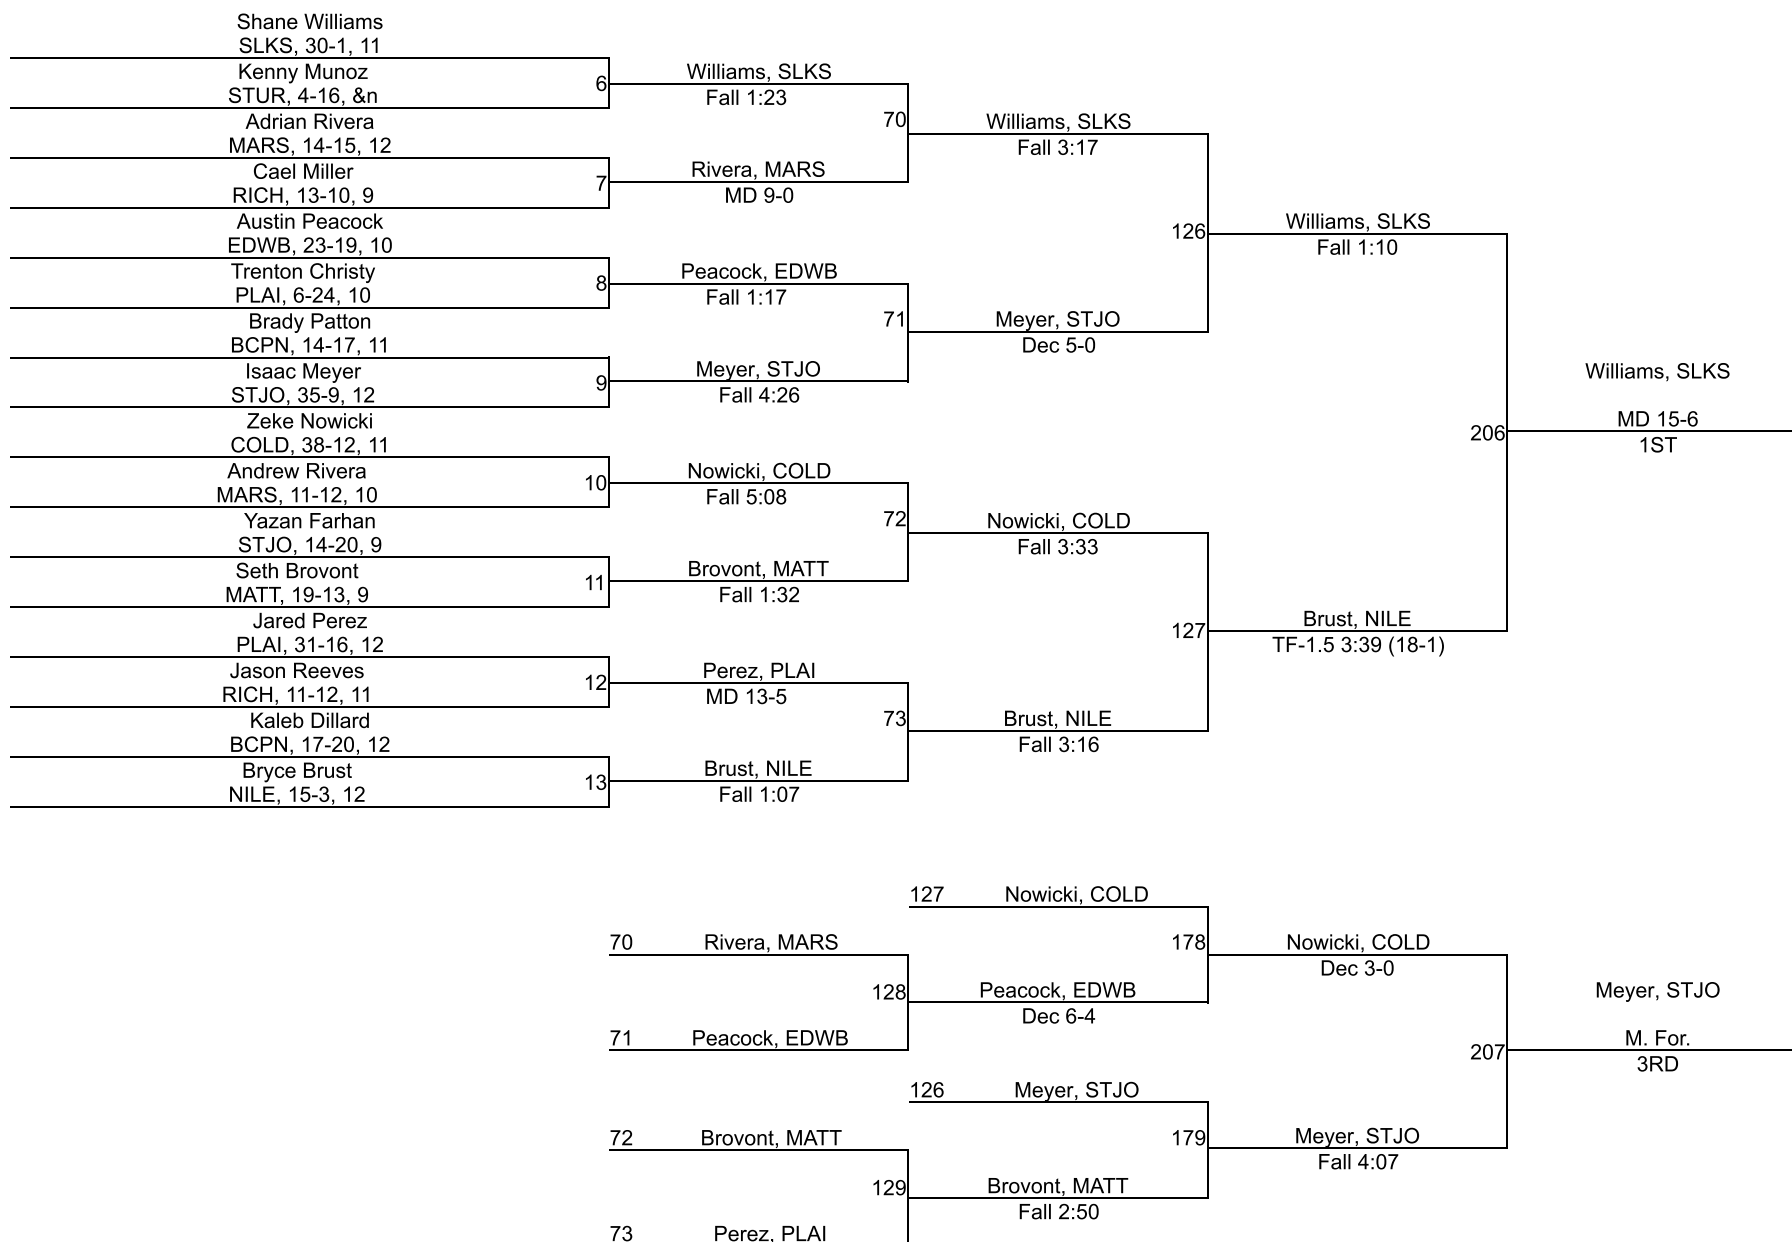 Shane Williams
SLKS, 30-1, 11
Kenny Munoz
STUR, 4-16, &n
Adrian Rivera
MARS, 14-15, 12
Cael Miller
RICH, 13-10, 9
Austin Peacock
EDWB, 23-19, 10
Trenton Christy
PLAI, 6-24, 10
Brady Patton
BCPN, 14-17, 11
Isaac Meyer
STJO, 35-9, 12
Zeke Nowicki
COLD, 38-12, 11
Andrew Rivera
MARS, 11-12, 10
Yazan Farhan
STJO, 14-20, 9
Seth Brovont
MATT, 19-13, 9
Jared Perez
PLAI, 31-16, 12
Jason Reeves
RICH, 11-12, 11
Kaleb Dillard
BCPN, 17-20, 12
Bryce Brust
NILE, 15-3, 12
6
Williams, SLKS
Fall 1:23
7
Rivera, MARS
MD 9-0
8
Peacock, EDWB
Fall 1:17
9
Meyer, STJO
Fall 4:26
10
Nowicki, COLD
Fall 5:08
11
Brovont, MATT
Fall 1:32
12
Perez, PLAI
MD 13-5
13
Brust, NILE
Fall 1:07
70
Williams, SLKS
Fall 3:17
71
Meyer, STJO
Dec 5-0
72
Nowicki, COLD
Fall 3:33
73
Brust, NILE
Fall 3:16
126
Williams, SLKS
Fall 1:10
127
Brust, NILE
TF-1.5 3:39 (18-1)
206
Williams, SLKS
MD 15-6
1ST
127 Nowicki, COLD
70 Rivera, MARS
71 Peacock, EDWB
128
Peacock, EDWB
Dec 6-4
178
Nowicki, COLD
Dec 3-0
126 Meyer, STJO
72 Brovont, MATT
73 Perez, PLAI
129
Brovont, MATT
Fall 2:50
179
Meyer, STJO
Fall 4:07
207
Meyer, STJO
M. For.
3RD